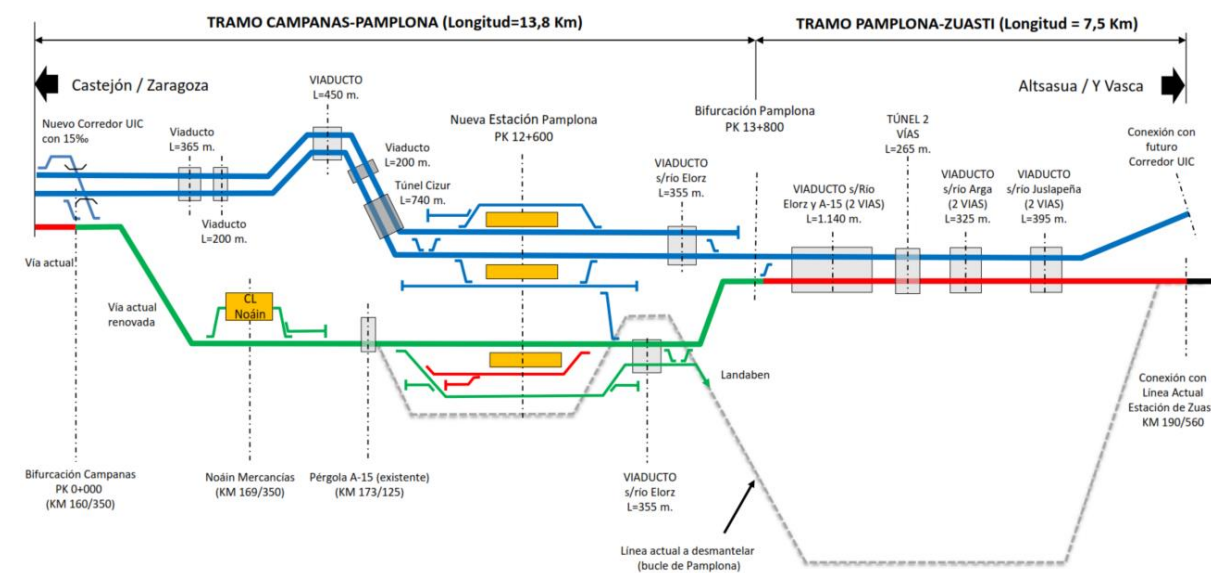 TRAMO CAMPANAS-PAMPLONA (Longitud=13,8 Km)
TRAMO PAMPLONA-ZUASTI (Longitud = 7,5 Km)
Castejón / Zaragoza
Altsasua / Y Vasca
Nuevo Corredor UIC
con 15‰
Viaducto
L=365 m.
Viaducto
L=200 m.
VIADUCTO
L=450 m.
Viaducto
L=200 m.
Túnel Cizur
L=740 m.
Nueva Estación Pamplona
PK 12+600
VIADUCTO
s/río Elorz
L=355 m.
Bifurcación Pamplona
PK 13+800
VIADUCTO s/Río
Elorz y A-15 (2 VIAS)
L=1.140 m.
TÚNEL 2
VÍAS
L=265 m.
VIADUCTO
s/río Arga
(2 VIAS)
L=325 m.
VIADUCTO
s/río Juslapeña
(2 VIAS)
L=395 m.
Conexión con
futuro
Corredor UIC
Vía actual
Vía actual
renovada
CL
Noáin
Landaben
Bifurcación Campanas
PK 0+000
(KM 160/350)
Noáin Mercancías
(KM 169/350)
Pérgola A-15 (existente)
(KM 173/125)
VIADUCTO
s/río Elorz
L=355 m.
Línea actual a desmantelar
(bucle de Pamplona)
Conexión con
Línea Actual
Estación de Zuas
KM 190/560